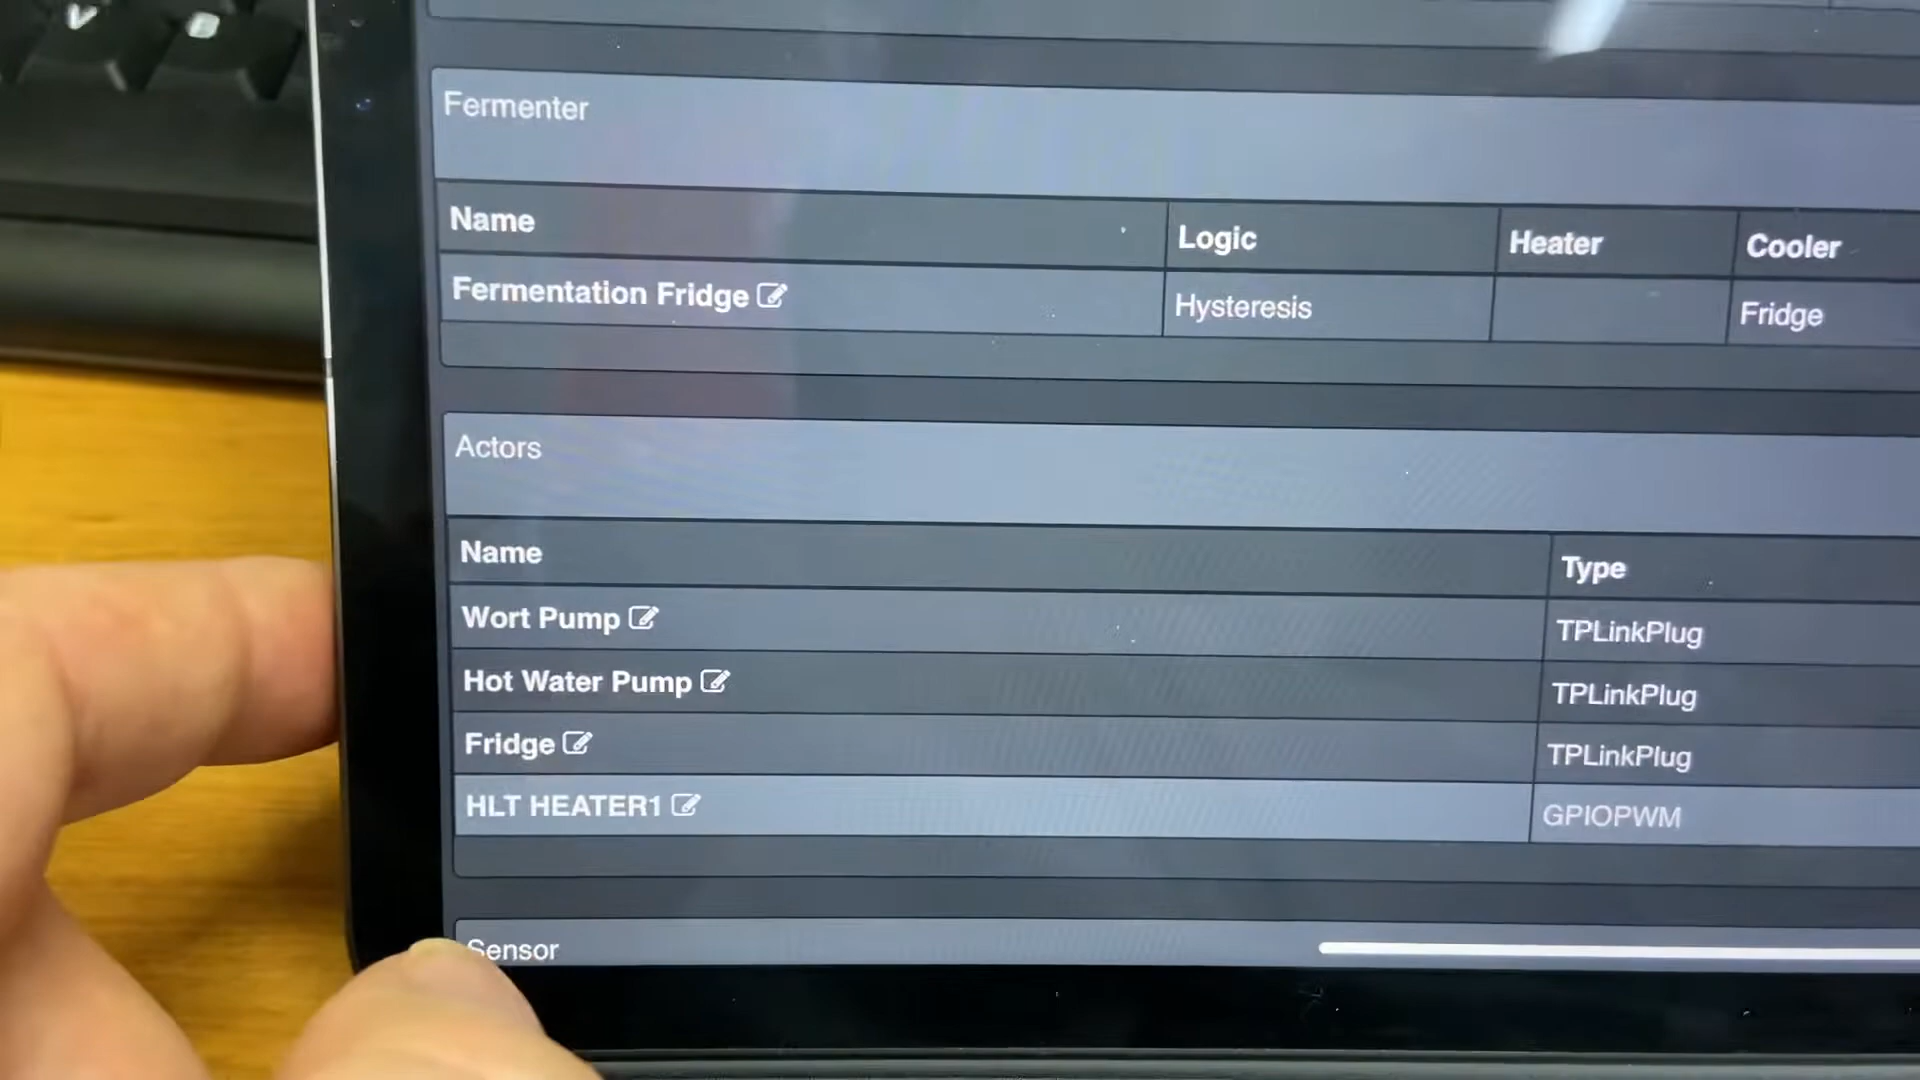 V B
Fermenter
Name Logic Heater Cooler
Fermentation Fridge Hysteresis Fridge
Actors
Name Type
Wort Pump TPLinkPlug
Hot Water Pump TPLinkPlug
Fridge TPLinkPlug
HLT HEATER1 GPIOPWM
Sensor